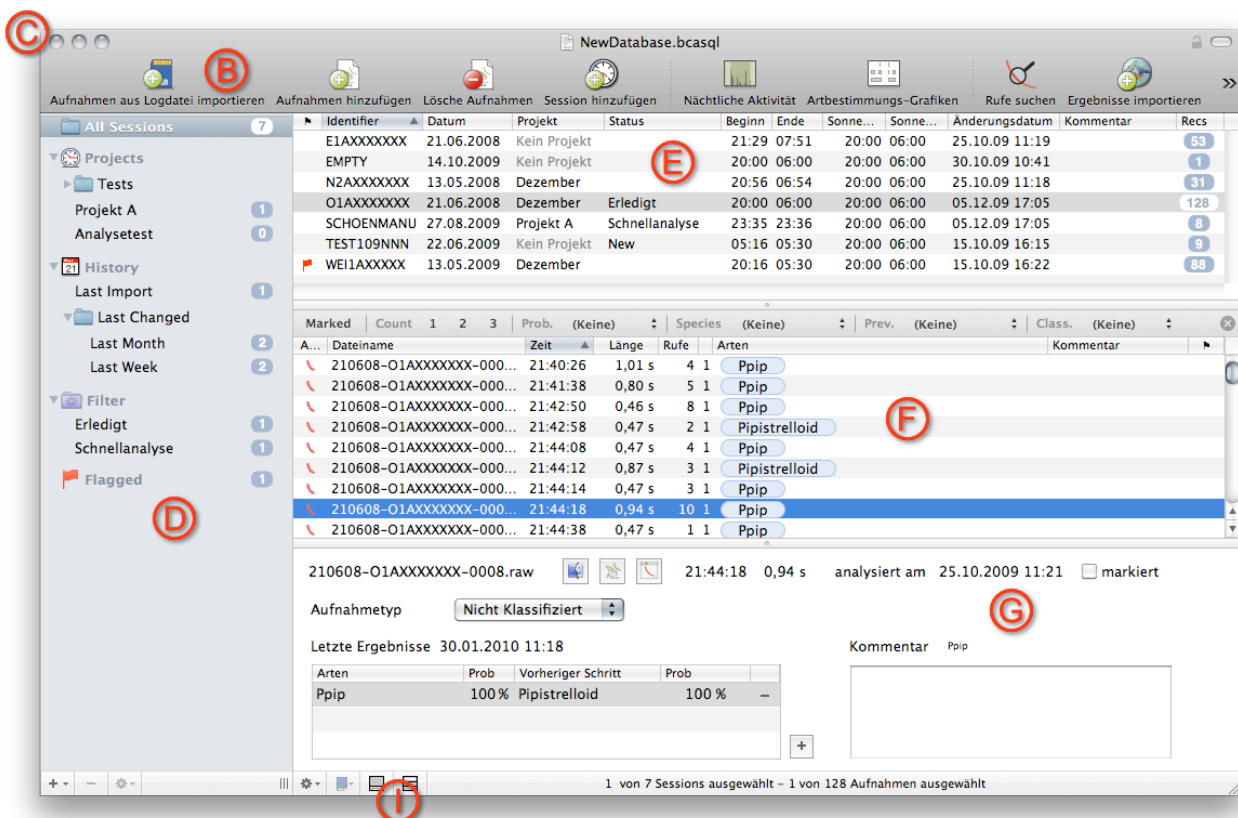 C
NewDatabase.bcasql
B
Aufnahmen aus Logdatei importieren Aufnahmen hinzufügen Lösche Aufnahmen Session hinzufügen Nächtliche Aktivität Artbestimmungs-Grafiken Rufe suchen Ergebnisse importieren »
All Sessions 7
Projects
Tests
Projekt A 1
Analysetest 0
21 History
Last Import 1
Last Changed
Last Month 2
Last Week 2
Filter
Erledigt 1
Schnellanalyse 1
Flagged 1
D
Identifier Datum Projekt Status Beginn Ende Sonne... Sonne... Änderungsdatum Kommentar Recs
E1AXXXXXXX 21.06.2008 Kein Projekt 21:29 07:51 20:00 06:00 25.10.09 11:19 53
EMPTY 14.10.2009 Kein Projekt 20:00 06:00 20:00 06:00 30.10.09 10:41 1
E
N2AXXXXXXX 13.05.2008 Dezember 20:56 06:54 20:00 06:00 25.10.09 11:18 31
O1AXXXXXXX 21.06.2008 Dezember Erledigt 20:00 06:00 20:00 06:00 05.12.09 17:05 128
SCHOENMANU 27.08.2009 Projekt A Schnellanalyse 23:35 23:36 20:00 06:00 05.12.09 17:05 8
TEST109NNN 22.06.2009 Kein Projekt New 05:16 05:30 20:00 06:00 15.10.09 16:15 9
WEI1AXXXXX 13.05.2009 Dezember 20:16 05:30 20:00 06:00 15.10.09 16:22 88
Marked Count 1 2 3 Prob. (Keine) Species (Keine) Prev. (Keine) Class. (Keine)
A... Dateiname Zeit Länge Rufe Arten Kommentar
210608-O1AXXXXXXX-000... 21:40:26 1,01 s 4 1 Ppip
210608-O1AXXXXXXX-000... 21:41:38 0,80 s 5 1 Ppip
210608-O1AXXXXXXX-000... 21:42:50 0,46 s 8 1 Ppip
210608-O1AXXXXXXX-000... 21:42:58 0,47 s 2 1 Pipistrelloid
F
210608-O1AXXXXXXX-000... 21:44:08 0,47 s 4 1 Ppip
210608-O1AXXXXXXX-000... 21:44:12 0,87 s 3 1 Pipistrelloid
210608-O1AXXXXXXX-000... 21:44:14 0,47 s 3 1 Ppip
210608-O1AXXXXXXX-000... 21:44:18 0,94 s 10 1 Ppip
210608-O1AXXXXXXX-000... 21:44:38 0,47 s 1 1 Ppip
210608-O1AXXXXXXX-0008.raw 21:44:18 0,94 s analysiert am 25.10.2009 11:21 markiert
Aufnahmetyp Nicht Klassifiziert
G
Letzte Ergebnisse 30.01.2010 11:18 Kommentar Ppip
Arten Prob Vorheriger Schritt Prob
Ppip 100 % Pipistrelloid 100 % –
+
+ –
I
1 von 7 Sessions ausgewählt – 1 von 128 Aufnahmen ausgewählt